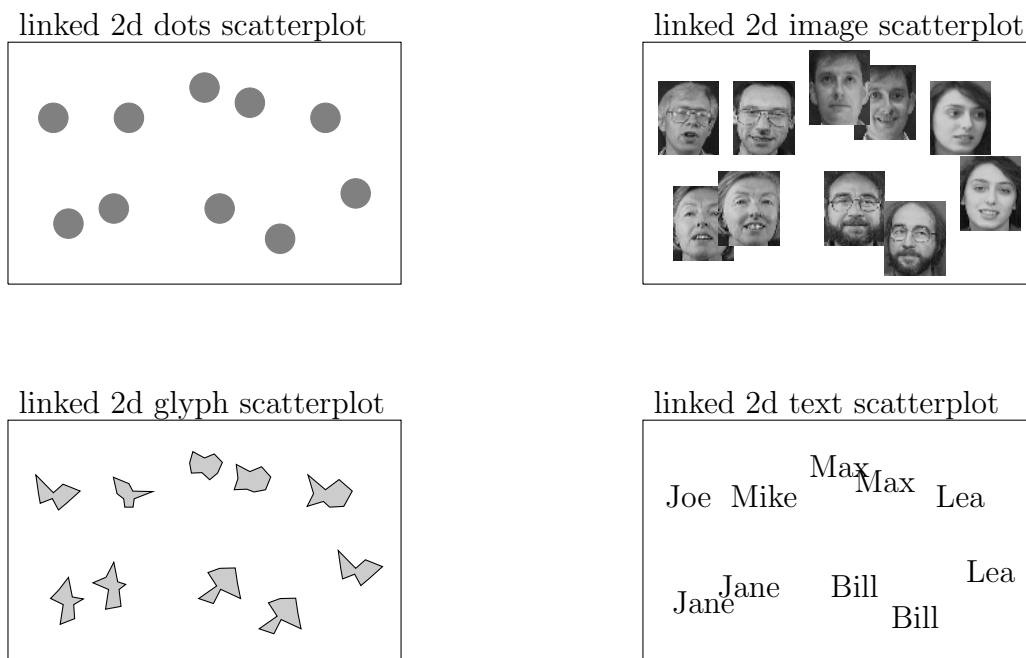 linked 2d dots scatterplot
linked 2d image scatterplot
linked 2d glyph scatterplot
linked 2d text scatterplot
Max
Max
Joe
Mike
Lea
Lea
Jane
Bill
Jane
Bill